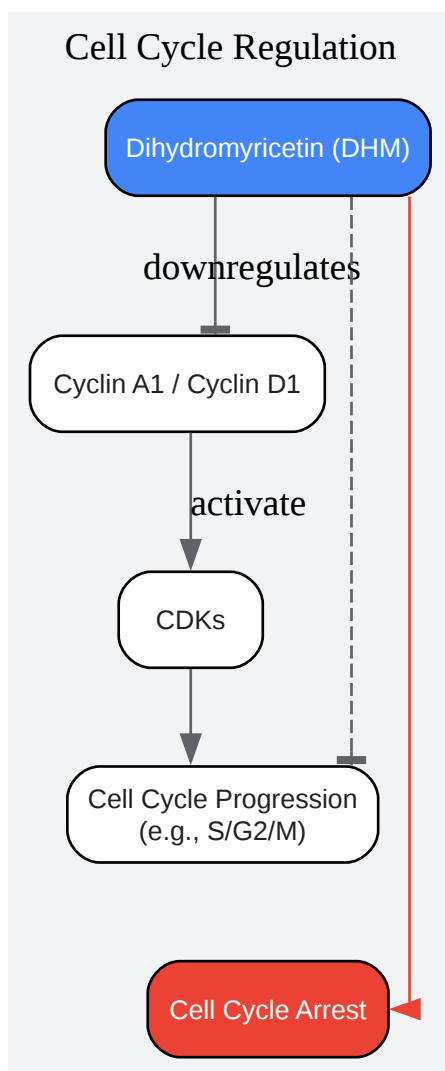 Cell Cycle Regulation
Dihydromyricetin (DHM)
downregulates
Cyclin A1 / Cyclin D1
activate
CDKs
Cell Cycle Progression
(e.g., S/G2/M)
Cell Cycle Arrest